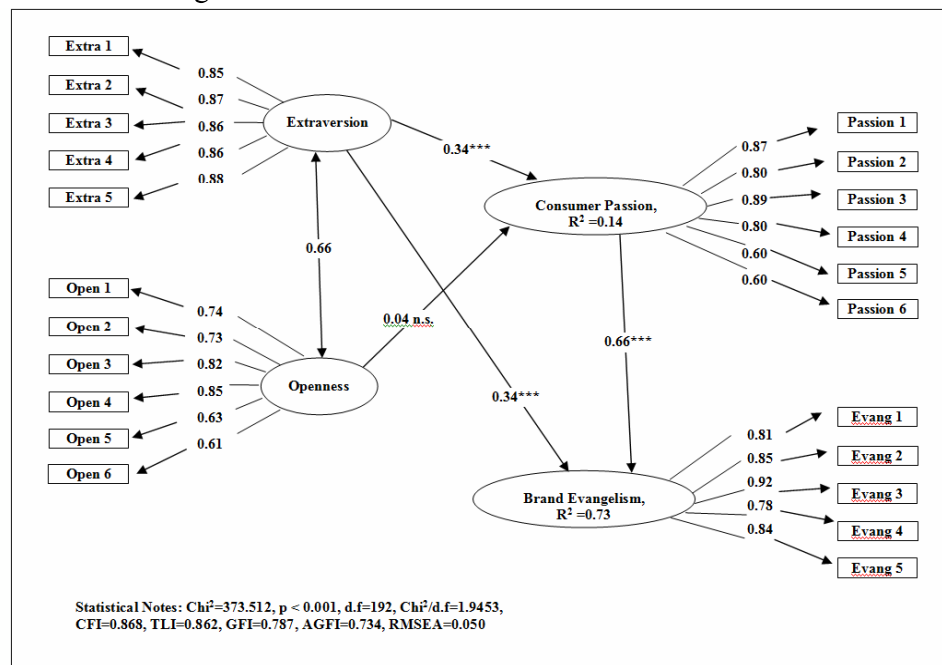 Extra 1
Extra 2
Extra 3
Extra 4
Extra 5
0.85
0.87
0.86
0.86
0.88
Extraversion
0.34***
0.66
Open 1
Open 2
Open 3
Open 4
Open 5
Open 6
0.74
0.73
0.82
0.85
0.63
0.61
Openness
0.04 n.s.
0.34***
Consumer Passion,
R² =0.14
0.87
0.80
0.89
0.80
0.60
0.60
Passion 1
Passion 2
Passion 3
Passion 4
Passion 5
Passion 6
0.66***
Brand Evangelism,
R² =0.73
0.81
0.85
0.92
0.78
0.84
Evang 1
Evang 2
Evang 3
Evang 4
Evang 5
Statistical Notes: Chi²=373.512, p < 0.001, d.f=192, Chi²/d.f=1.9453,
CFI=0.868, TLI=0.862, GFI=0.787, AGFI=0.734, RMSEA=0.050